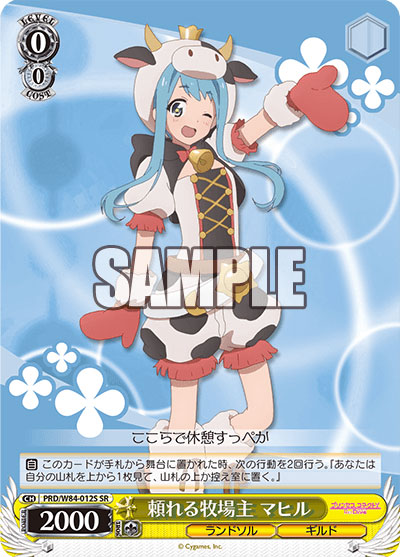 LEVEL
0
0
COST
SAMPLE
ここらで休憩すっぺが
自 このカードが手札から舞台に置かれた時、次の行動を2回行う。『あなたは
自分の山札を上から1枚見て、山札の上か控え室に置く。』
CH PRD/W84-012S SR
頼れる牧場主 マヒル
2000
ランドソル
ギルド
© Cygames, Inc.